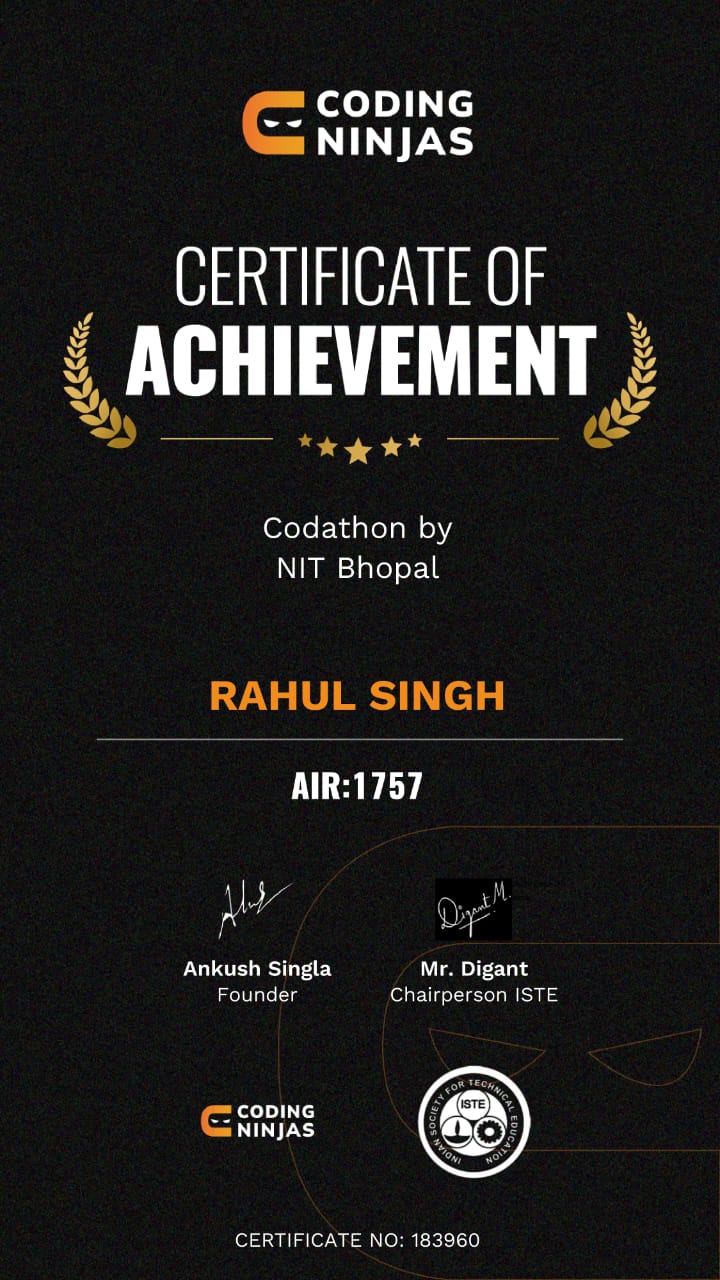 CODING
NINJAS
CERTIFICATE OF
ACHIEVEMENT
Codathon by
NIT Bhopal
RAHUL SINGH
AIR:1757
Digant M.
Ankush Singla
Founder
Mr. Digant
Chairperson ISTE
CODING
NINJAS
ISTE
INDIAN SOCIETY FOR TECHNICAL EDUCATION
CERTIFICATE NO: 183960